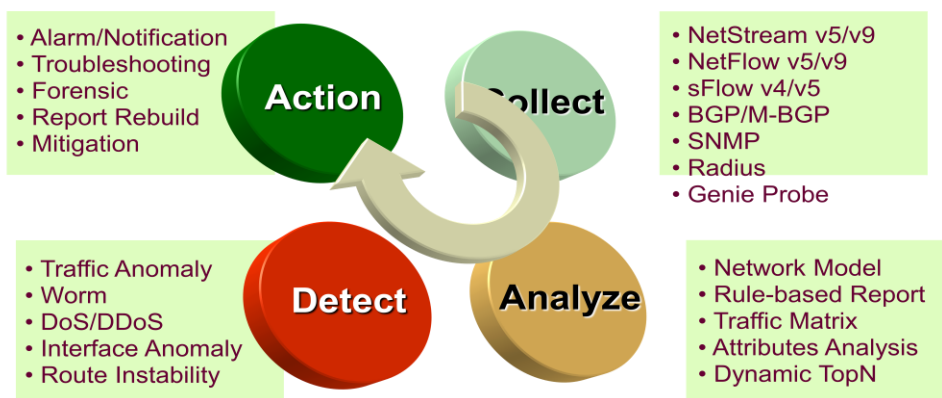 • Alarm/Notification
• Troubleshooting
• Forensic
• Report Rebuild
• Mitigation
Action
Collect
• NetStream v5/v9
• NetFlow v5/v9
• sFlow v4/v5
• BGP/M-BGP
• SNMP
• Radius
• Genie Probe
• Traffic Anomaly
• Worm
• DoS/DDoS
• Interface Anomaly
• Route Instability
Detect
Analyze
• Network Model
• Rule-based Report
• Traffic Matrix
• Attributes Analysis
• Dynamic TopN